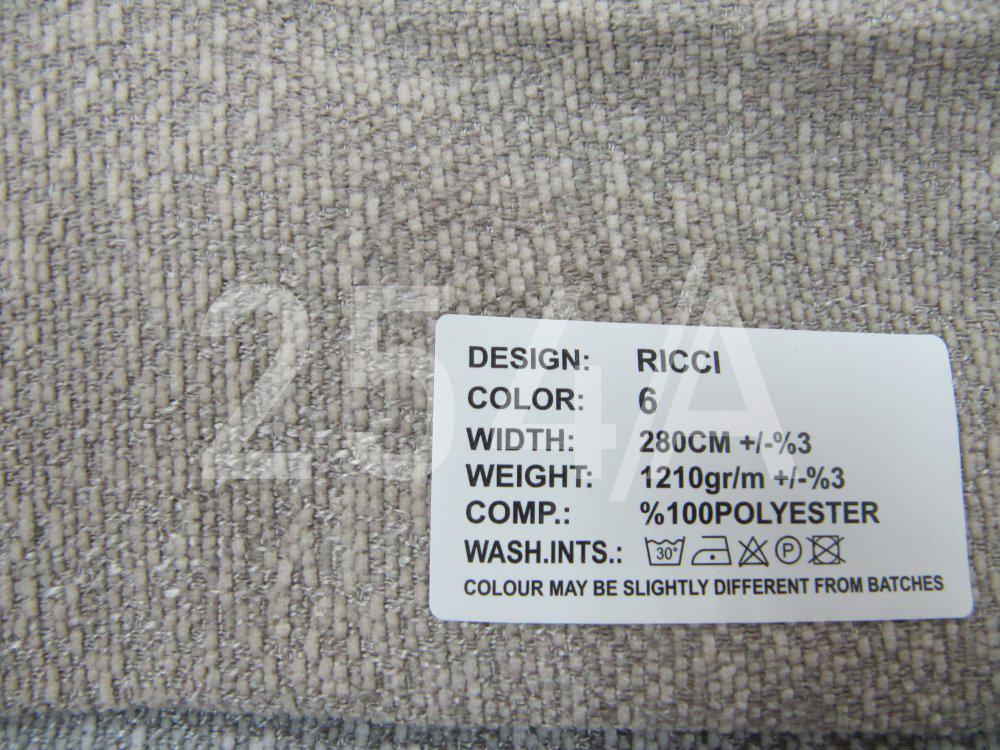 254A
DESIGN: RICCI
COLOR: 6
WIDTH: 280CM +/-%3
WEIGHT: 1210gr/m +/-%3
COMP.: %100POLYESTER
WASH.INTS.: 30° P
COLOUR MAY BE SLIGHTLY DIFFERENT FROM BATCHES